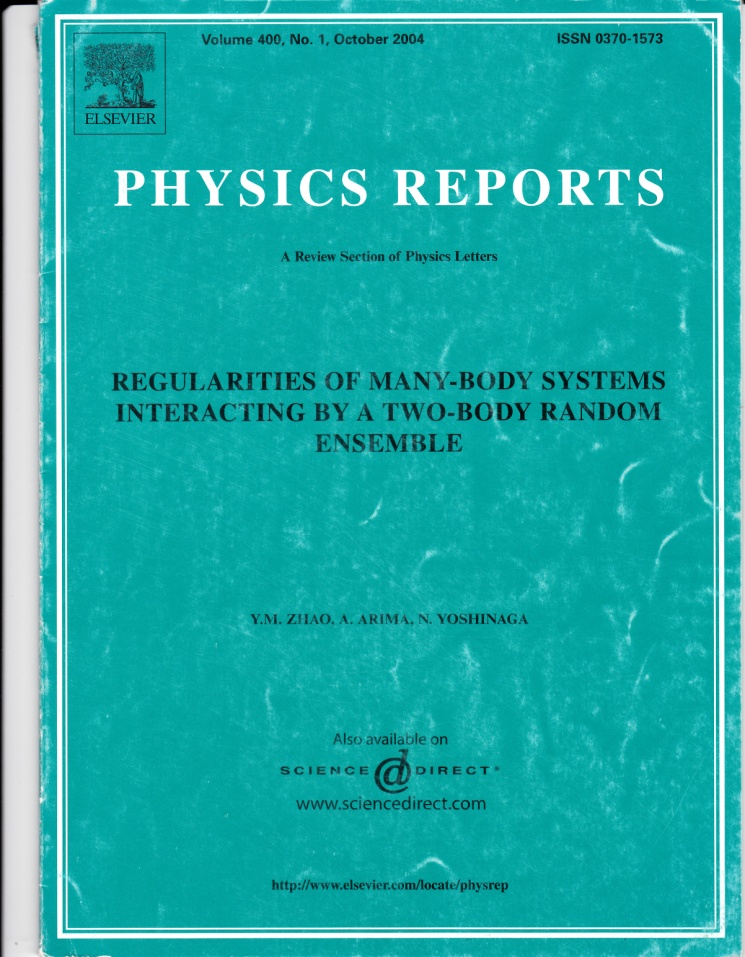 Volume 400, No. 1, October 2004
ISSN 0370-1573
ELSEVIER
PHYSICS REPORTS
A Review Section of Physics Letters
REGULARITIES OF MANY-BODY SYSTEMS
INTERACTING BY A TWO-BODY RANDOM
ENSEMBLE
Y.M. ZHAO, A. ARIMA, N. YOSHINAGA
Also available on
SCIENCE @ DIRECT®
www.sciencedirect.com
http://www.elsevier.com/locate/physrep